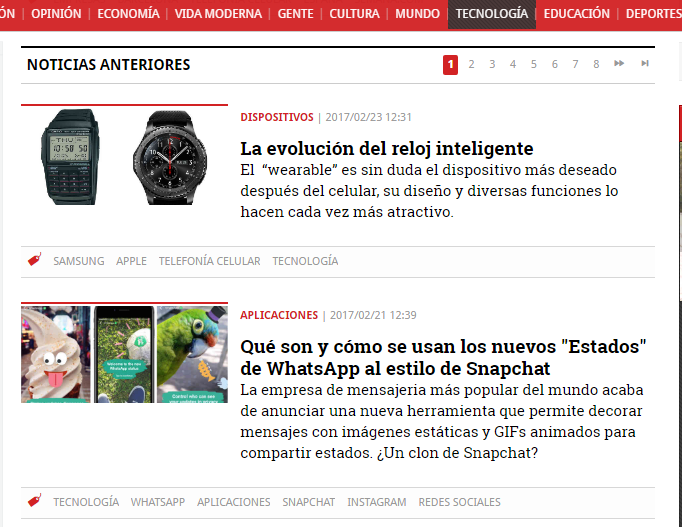 ÓN | OPINIÓN | ECONOMÍA | VIDA MODERNA | GENTE | CULTURA | MUNDO | TECNOLOGÍA | EDUCACIÓN | DEPORTES
NOTICIAS ANTERIORES
1 2 3 4 5 6 7 8
DISPOSITIVOS | 2017/02/23 12:31
La evolución del reloj inteligente
El “wearable” es sin duda el dispositivo más deseado
después del celular, su diseño y diversas funciones lo
hacen cada vez más atractivo.
SAMSUNG APPLE TELEFONÍA CELULAR TECNOLOGÍA
APLICACIONES | 2017/02/21 12:39
Qué son y cómo se usan los nuevos "Estados"
de WhatsApp al estilo de Snapchat
La empresa de mensajeria más popular del mundo acaba
de anunciar una nueva herramienta que permite decorar
mensajes con imágenes estáticas y GIFs animados para
compartir estados. ¿Un clon de Snapchat?
TECNOLOGÍA WHATSAPP APLICACIONES SNAPCHAT INSTAGRAM REDES SOCIALES